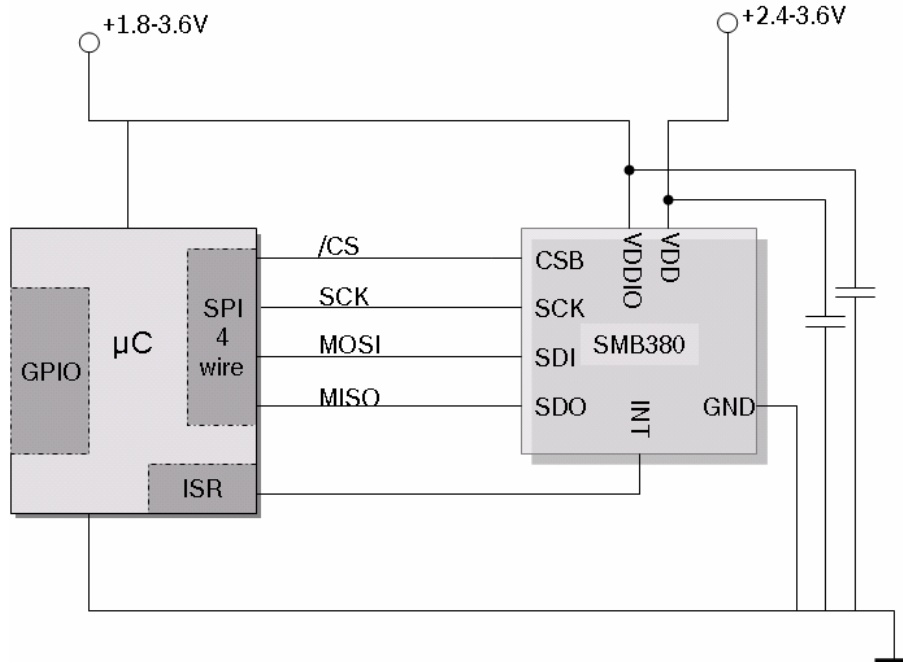 +1.8-3.6V
+2.4-3.6V
/CS
SCK
MOSI
MISO
SPI
4
wire
µC
GPIO
ISR
CSB
SCK
SDI
SDO
VDDIO
VDD
SMB380
INT
GND